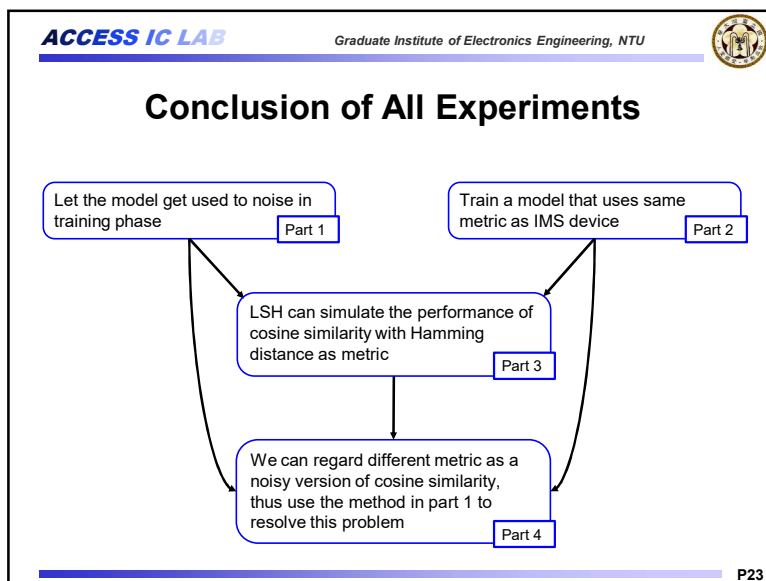 ACCESS IC LAB
Graduate Institute of Electronics Engineering, NTU
Conclusion of All Experiments
Let the model get used to noise in
training phase
Part 1
Train a model that uses same
metric as IMS device
Part 2
LSH can simulate the performance of
cosine similarity with Hamming
distance as metric
Part 3
We can regard different metric as a
noisy version of cosine similarity,
thus use the method in part 1 to
resolve this problem
Part 4
P23